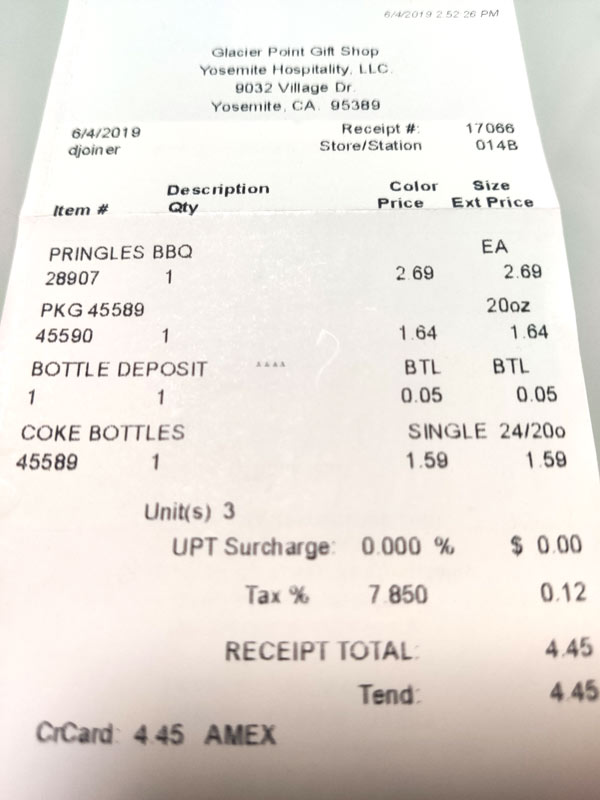 6/4/2019 2:52:26 PM
Glacier Point Gift Shop
Yosemite Hospitality, LLC.
9032 Village Dr.
Yosemite, CA. 95389
6/4/2019 Receipt #: 17066
djoiner Store/Station 014B
Description Color Size
Item # Qty Price Ext Price
PRINGLES BBQ EA
28907 1 2.69 2.69
PKG 45589 20oz
45590 1 1.64 1.64
BOTTLE DEPOSIT BTL BTL
1 1 0.05 0.05
COKE BOTTLES SINGLE 24/20o
45589 1 1.59 1.59
Unit(s) 3
UPT Surcharge: 0.000 % $ 0.00
Tax % 7.850 0.12
RECEIPT TOTAL: 4.45
Tend: 4.45
CrCard: 4.45 AMEX